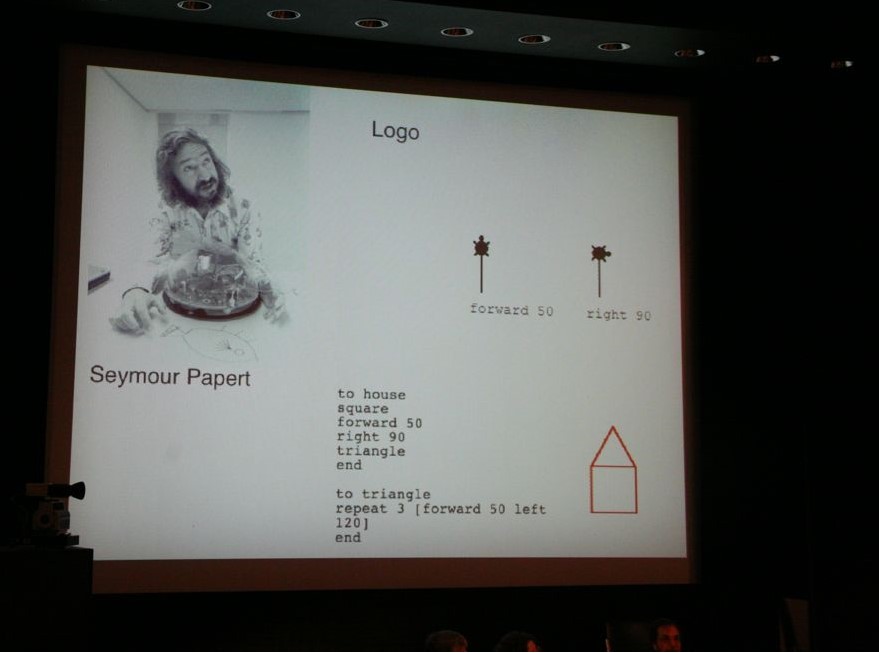 Logo
forward 50
right 90
Seymour Papert
to house
square
forward 50
right 90
triangle
end
to triangle
repeat 3 [forward 50 left
120]
end